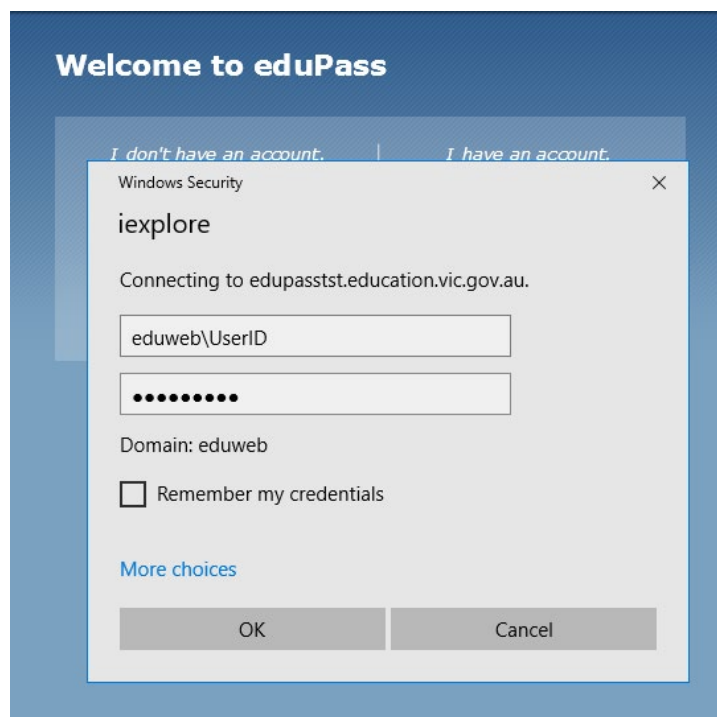 Welcome to eduPass
I don't have an account. | I have an account.
Windows Security
iexplore
Connecting to edupasstst.education.vic.gov.au.
eduweb\UserID
●●●●●●●●●
Domain: eduweb
Remember my credentials
More choices
OK Cancel